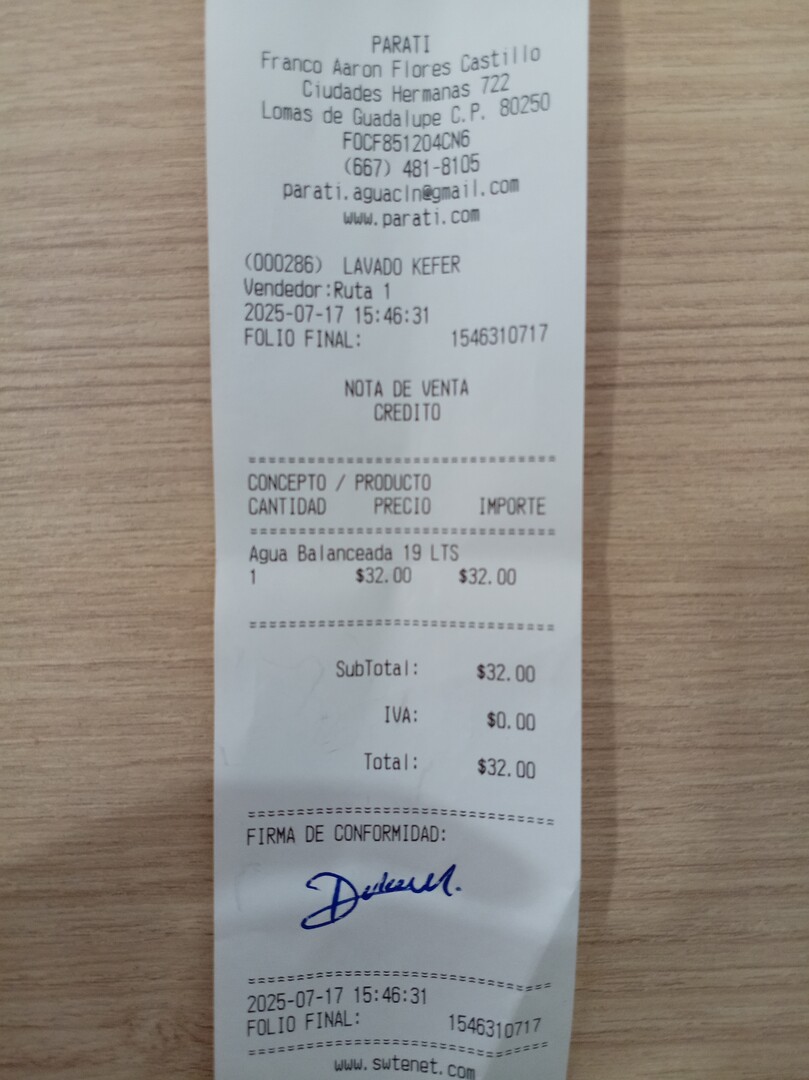 PARATI
Franco Aaron Flores Castillo
Ciudades Hermanas 722
Lomas de Guadalupe C.P. 80250
FOCF851204CN6
(667) 481-8105
parati.aguacln@gmail.com
www.parati.com
(000286) LAVADO KEFER
Vendedor:Ruta 1
2025-07-17 15:46:31
FOLIO FINAL: 1546310717
NOTA DE VENTA
CREDITO
================================
CONCEPTO / PRODUCTO
CANTIDAD PRECIO IMPORTE
================================
Agua Balanceada 19 LTS
1 $32.00 $32.00
================================
SubTotal: $32.00
IVA: $0.00
Total: $32.00
================================
FIRMA DE CONFORMIDAD:
================================
2025-07-17 15:46:31
FOLIO FINAL: 1546310717
================================
www.swtenet.com